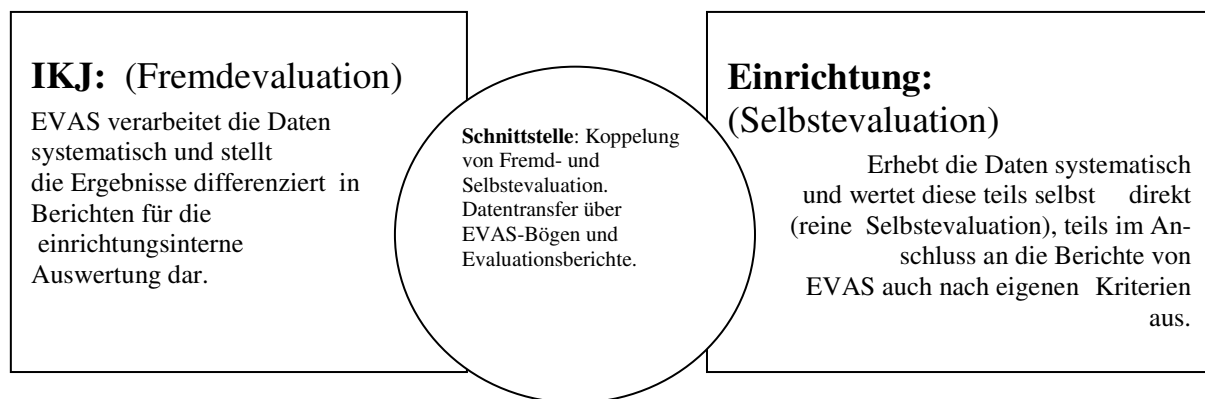 IKJ: (Fremdevaluation)
EVAS verarbeitet die Daten
systematisch und stellt
die Ergebnisse differenziert in
Berichten für die
einrichtungsinterne
Auswertung dar.
Schnittstelle: Koppelung
von Fremd- und
Selbstevaluation.
Datentransfer über
EVAS-Bögen und
Evaluationsberichte.
Einrichtung:
(Selbstevaluation)
Erhebt die Daten systematisch
und wertet diese teils selbst direkt
(reine Selbstevaluation), teils im An-
schluss an die Berichte von
EVAS auch nach eigenen Kriterien
aus.